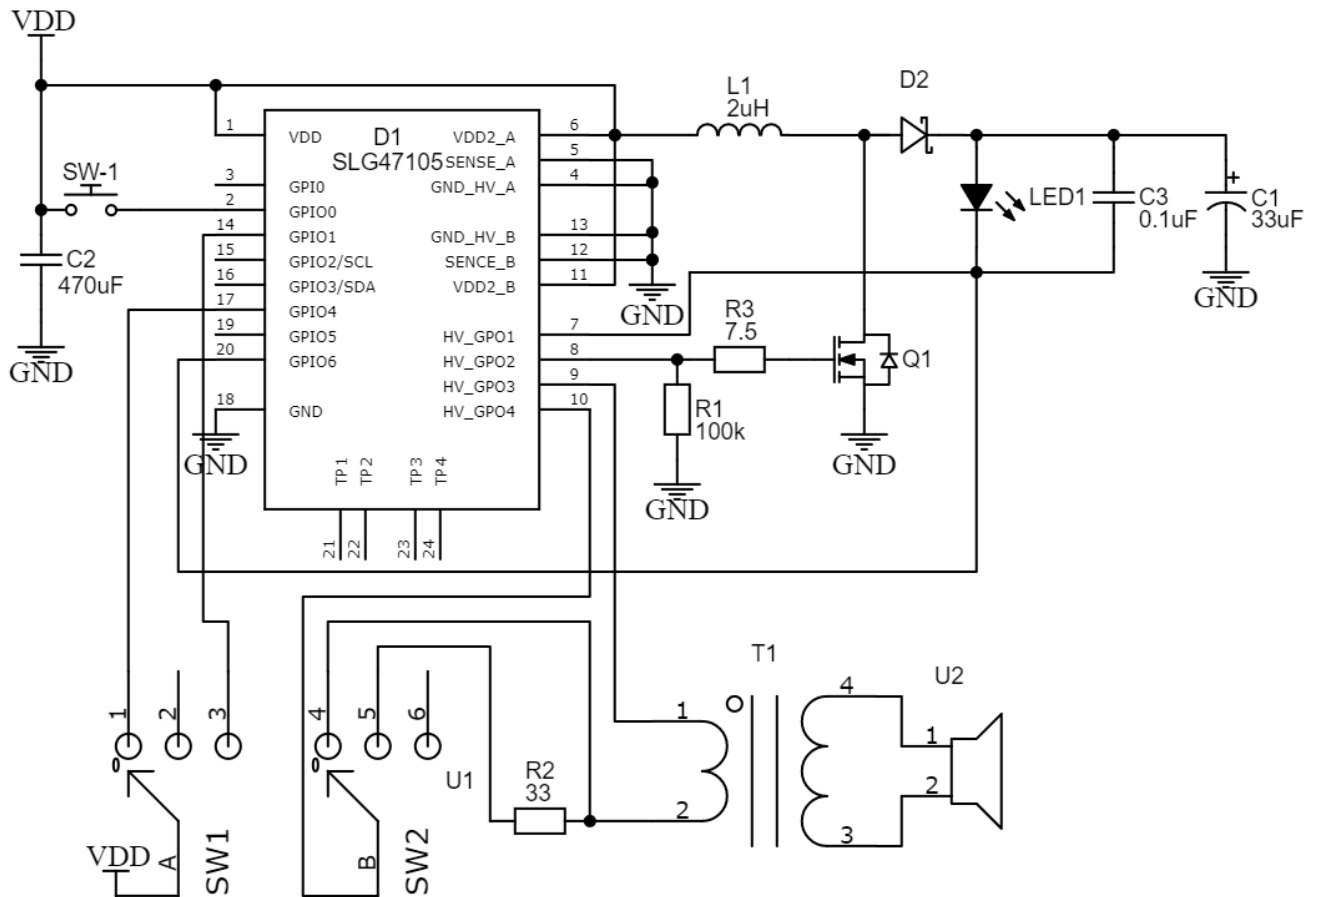 VDD
D2
L1
2uH
1
VDD
D1
SLG47105
VDD2_A
6
SENSE_A
5
SW-1
3
GPI0
GND_HV_A
4
2
GPIO0
LED1
C3
0.1uF
C1
33uF
14
GPIO1
GND_HV_B
13
C2
470uF
15
GPIO2/SCL
SENCE_B
12
16
GPIO3/SDA
VDD2_B
11
GND
GND
17
GPIO4
R3
7.5
19
GPIO5
HV_GPO1
7
GND
20
GPIO6
HV_GPO2
8
Q1
HV_GPO3
9
18
GND
HV_GPO4
10
R1
100k
GND
GND
GND
TP1
TP2
TP3
TP4
21
22
23
24
T1
U2
1
2
3
4
5
6
1
4
1
0
0
U1
R2
33
2
2
3
VDD
A
SW1
B
SW2